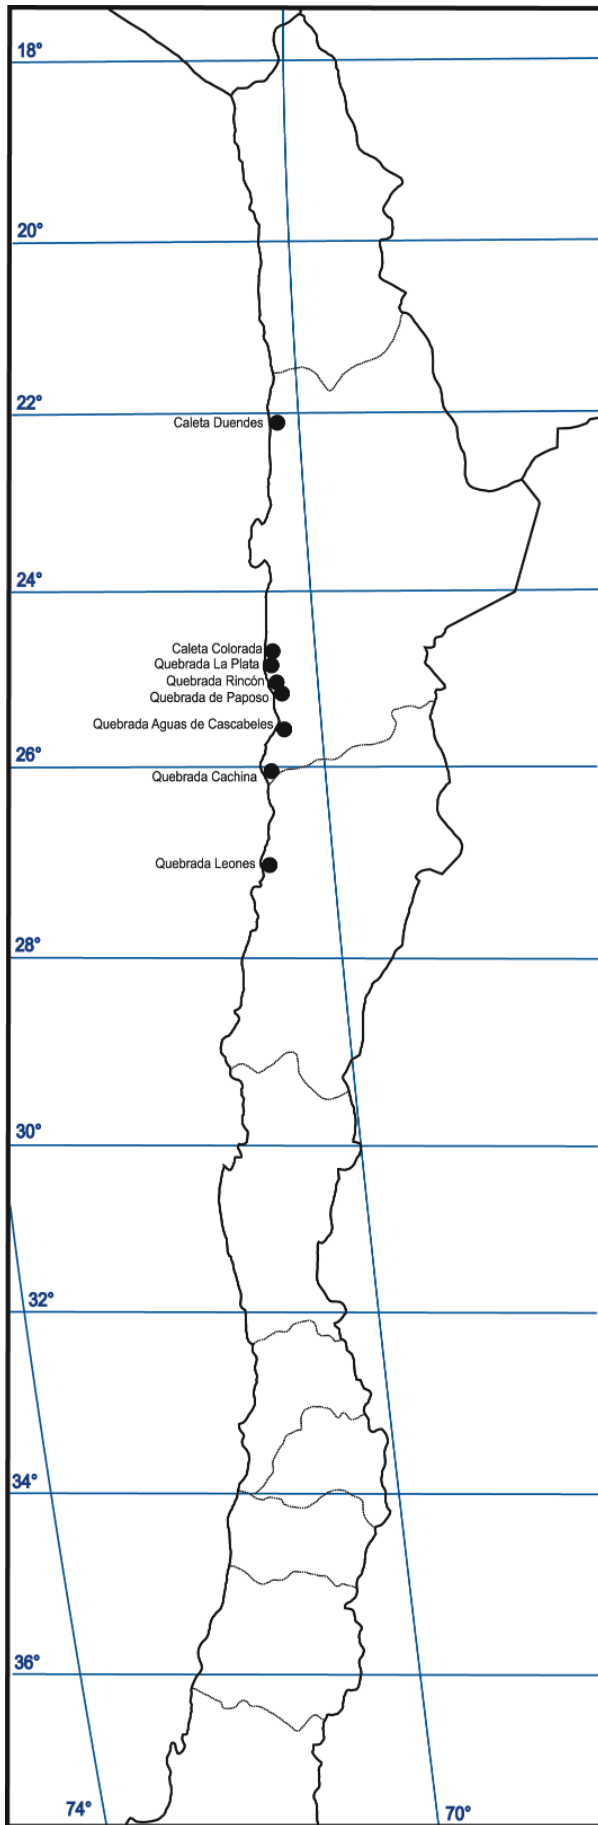 18°
20°
22°
Caleta Duendes
24°
Caleta Colorada
Quebrada La Plata
Quebrada Rincón
Quebrada de Paposo
Quebrada Aguas de Cascabeles
26°
Quebrada Cachina
Quebrada Leones
28°
30°
32°
34°
36°
74°
70°